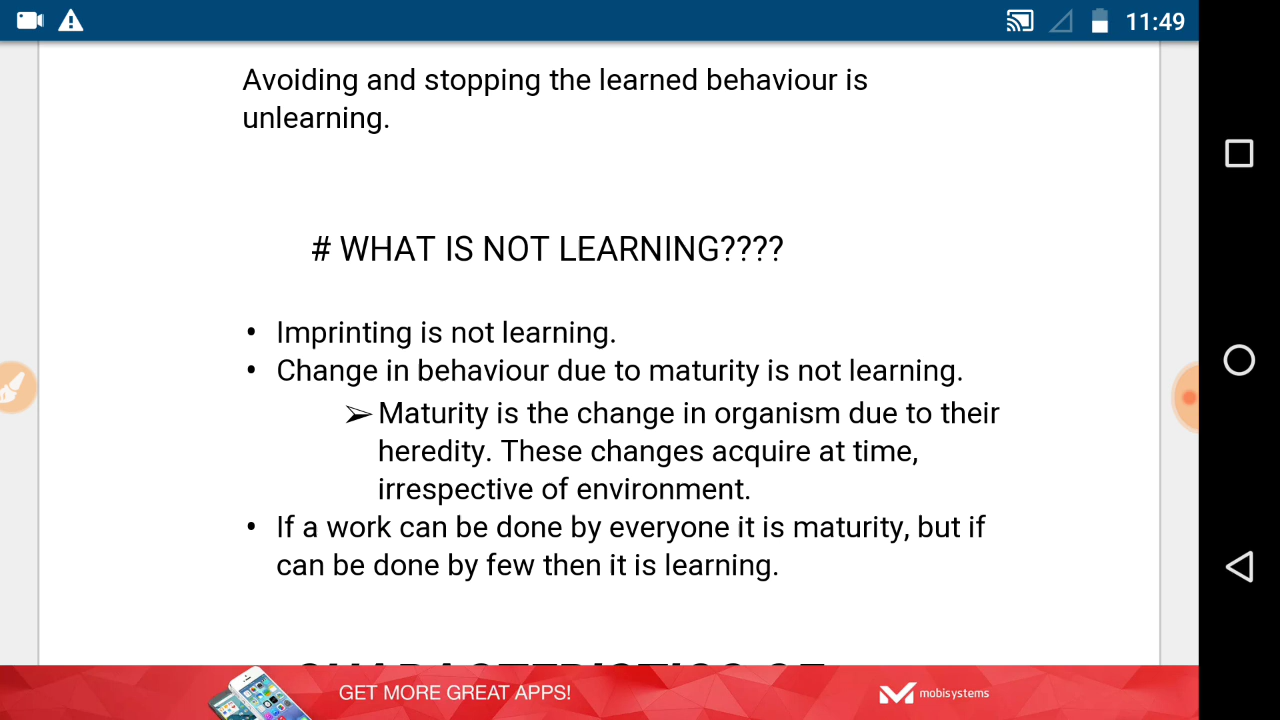 11:49
Avoiding and stopping the learned behaviour is
unlearning.
# WHAT IS NOT LEARNING????
• Imprinting is not learning.
• Change in behaviour due to maturity is not learning.
➢ Maturity is the change in organism due to their
heredity. These changes acquire at time,
irrespective of environment.
• If a work can be done by everyone it is maturity, but if
can be done by few then it is learning.
GET MORE GREAT APPS!
mobisystems